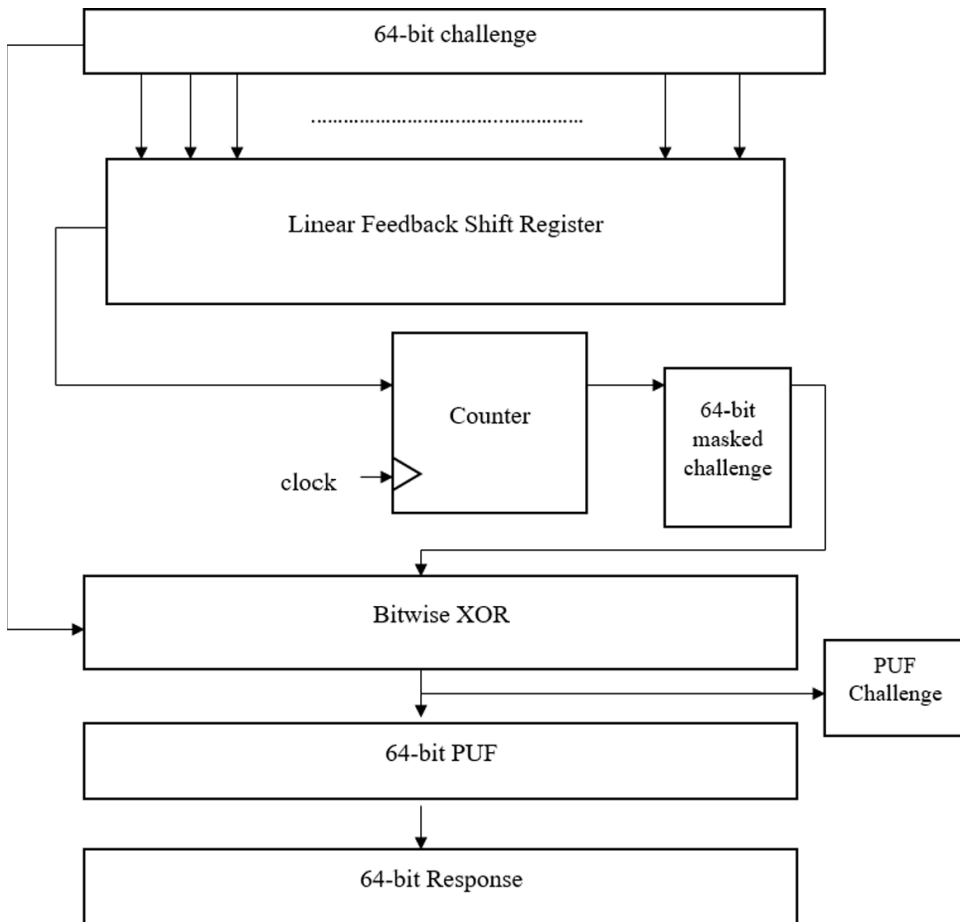 64-bit challenge
Linear Feedback Shift Register
Counter
64-bit
masked
challenge
clock
Bitwise XOR
PUF
Challenge
64-bit PUF
64-bit Response